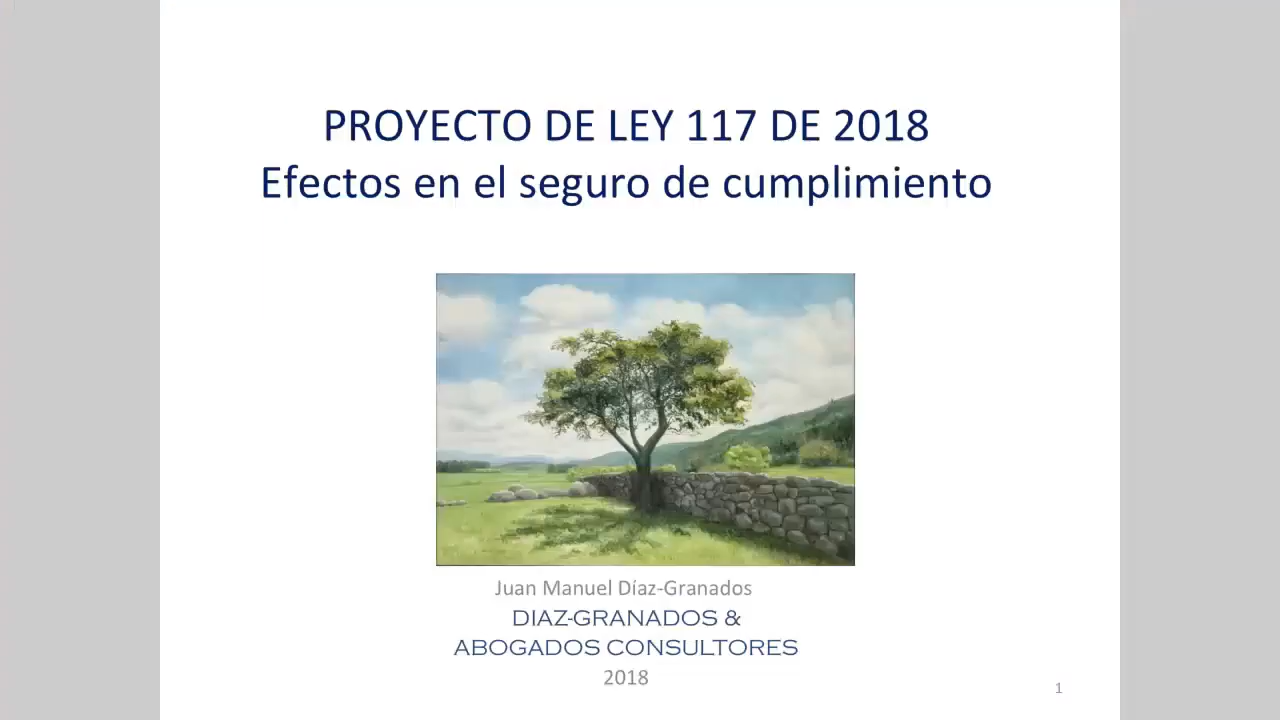 PROYECTO DE LEY 117 DE 2018
Efectos en el seguro de cumplimiento
Juan Manuel Díaz-Granados
DIAZ-GRANADOS &
ABOGADOS CONSULTORES
2018
1